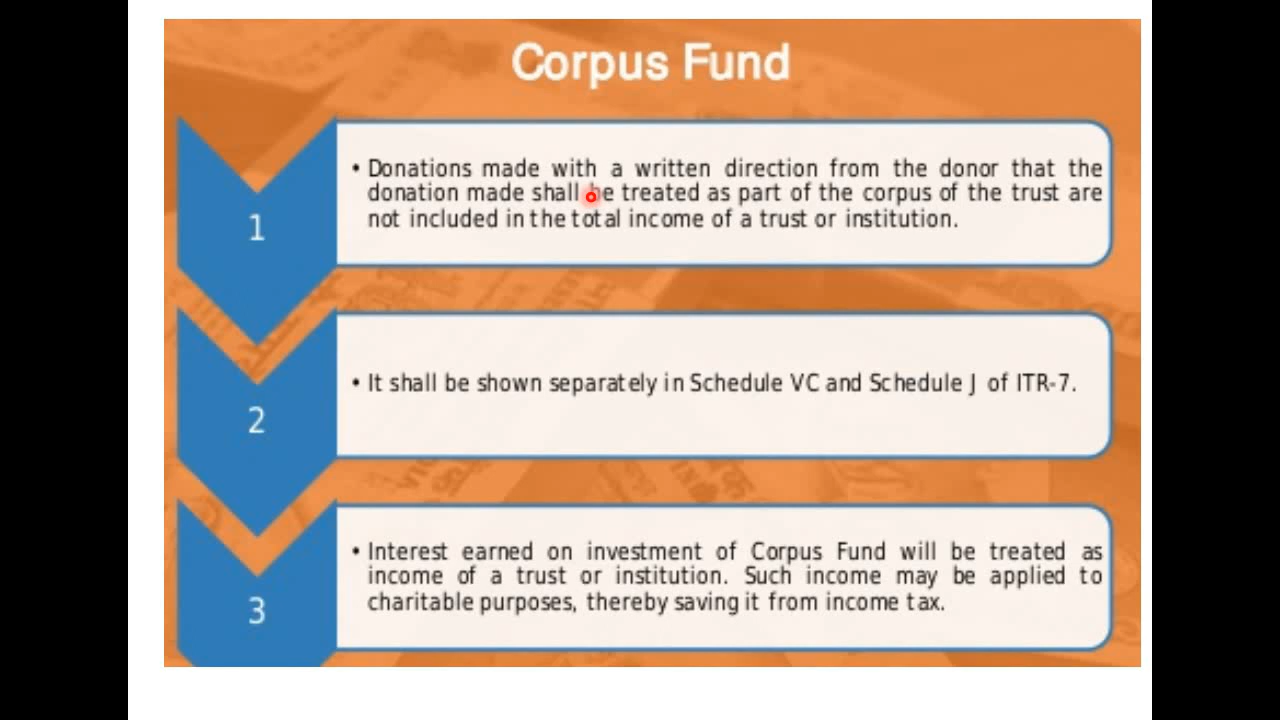 Corpus Fund
1
• Donations made with a written direction from the donor that the
donation made shall be treated as part of the corpus of the trust are
not included in the total income of a trust or institution.
2
• It shall be shown separately in Schedule VC and Schedule J of ITR-7.
3
• Interest earned on investment of Corpus Fund will be treated as
income of a trust or institution. Such income may be applied to
charitable purposes, thereby saving it from income tax.